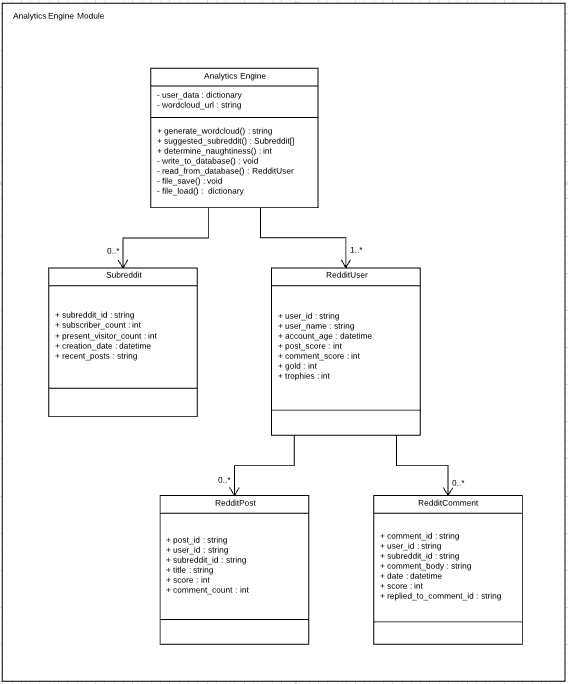 Analytics Engine Module
Analytics Engine
- user_data : dictionary
- wordcloud_url : string
+ generate_wordcloud() : string
+ suggested_subreddit() : Subreddit[]
+ determine_naughtiness() : int
- write_to_database() : void
- read_from_database() : RedditUser
- file_save() : void
- file_load() : dictionary
0..*
1..*
Subreddit
+ subreddit_id : string
+ subscriber_count : int
+ present_visitor_count : int
+ creation_date : datetime
+ recent_posts : string
RedditUser
+ user_id : string
+ user_name : string
+ account_age : datetime
+ post_score : int
+ comment_score : int
+ gold : int
+ trophies : int
0..*
0..*
RedditPost
+ post_id : string
+ user_id : string
+ subreddit_id : string
+ title : string
+ score : int
+ comment_count : int
RedditComment
+ comment_id : string
+ user_id : string
+ subreddit_id : string
+ comment_body : string
+ date : datetime
+ score : int
+ replied_to_comment_id : string